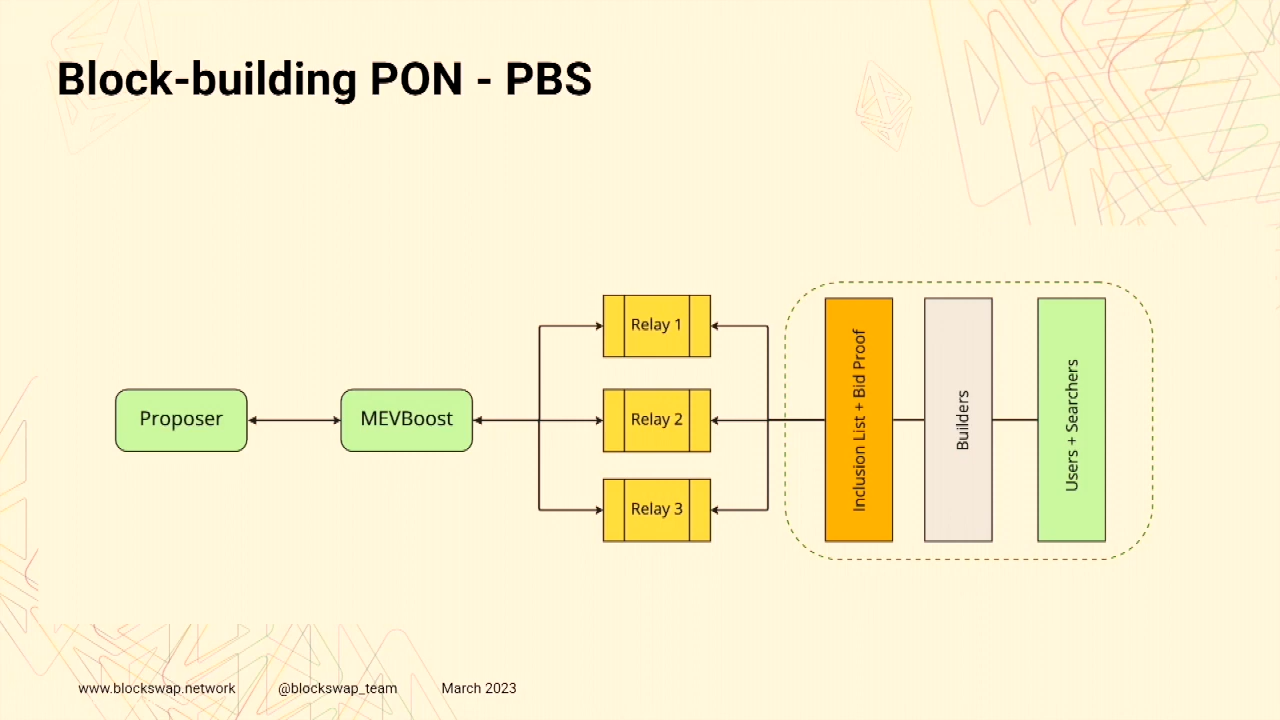 Block-building PON - PBS
Relay 1
Proposer
MEVBoost
Relay 2
Relay 3
Inclusion List + Bid Proof
Builders
Users + Searchers
www.blockswap.network
@blockswap_team
March 2023